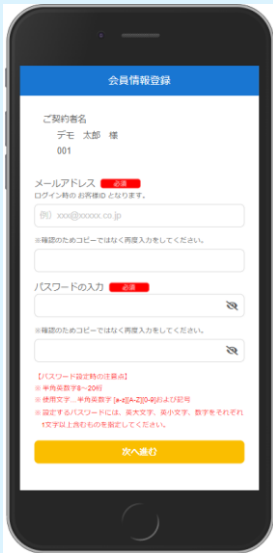 会員情報登録
ご契約者名
デモ 太郎 様
001
メールアドレス 必須
ログイン時の お客様ID となります。
例) xxx@xxxxx.co.jp
※確認のためコピーではなく再度入力をしてください。
パスワードの入力 必須
※確認のためコピーではなく再度入力をしてください。
【パスワード設定時の注意点】
※ 半角英数字8～20桁
※ 使用文字…半角英数字 [a-z][A-Z][0-9]および記号
※ 設定するパスワードには、英大文字、英小文字、数字をそれぞれ
1文字以上含むものを指定してください。
次へ進む